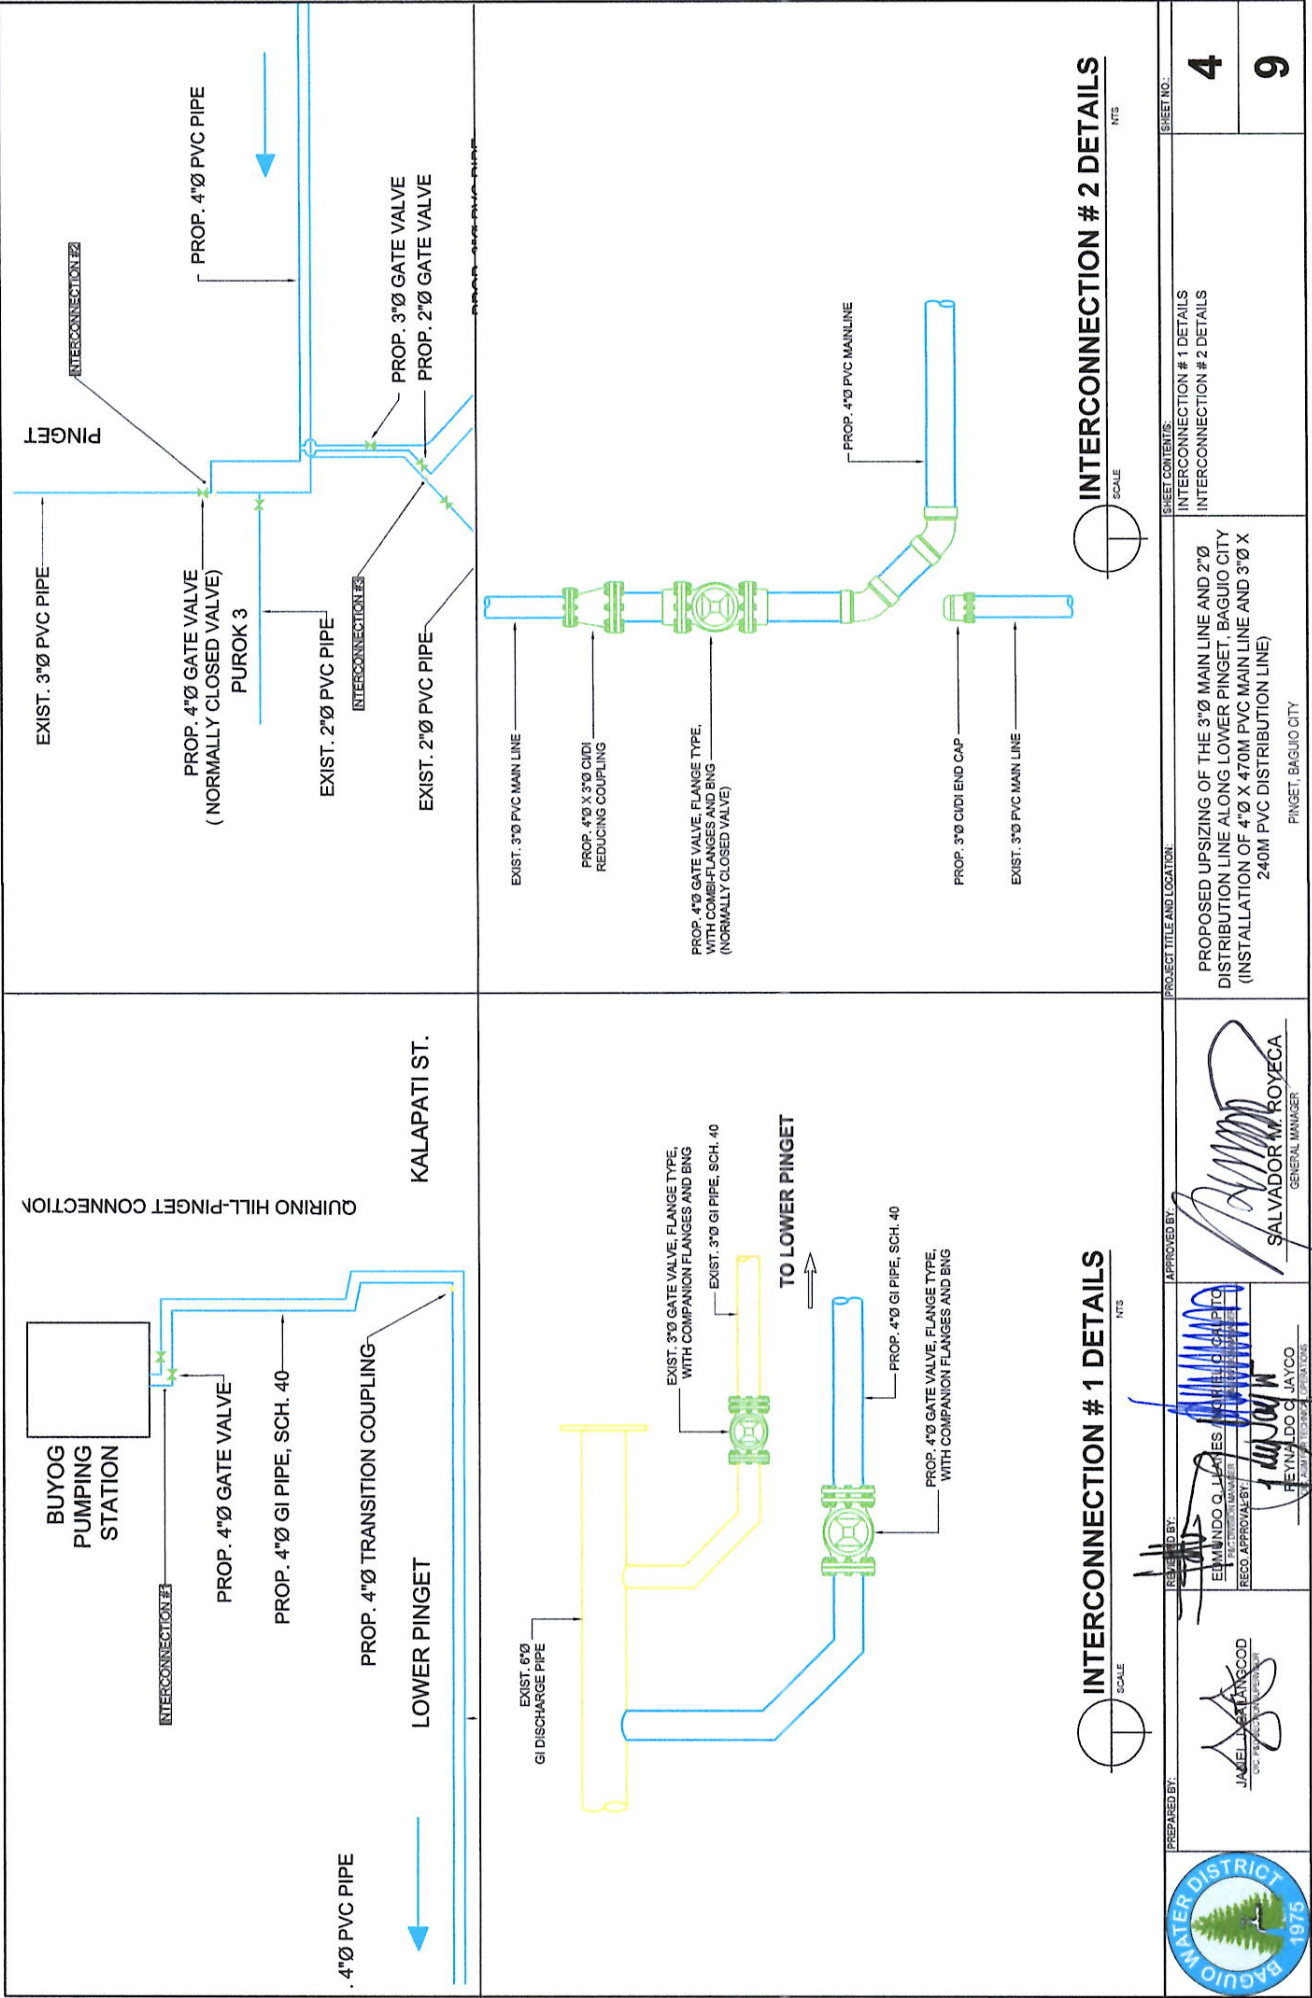 BUYOG
PUMPING
STATION
INTERCONNECTION #1
PROP. 4"Ø GATE VALVE
PROP. 4"Ø GI PIPE, SCH. 40
PROP. 4"Ø TRANSITION COUPLING
QUIRINO HILL-PINGET CONNECTION
KALAPATI ST.
LOWER PINGET
. 4"Ø PVC PIPE
EXIST. 3"Ø PVC PIPE
PINGET
INTERCONNECTION #2
PROP. 4"Ø PVC PIPE
PROP. 4"Ø GATE VALVE
( NORMALLY CLOSED VALVE)
PUROK 3
EXIST. 2"Ø PVC PIPE
INTERCONNECTION #3
EXIST. 2"Ø PVC PIPE
PROP. 3"Ø GATE VALVE
PROP. 2"Ø GATE VALVE
EXIST. 6"Ø
GI DISCHARGE PIPE
EXIST. 3"Ø GATE VALVE, FLANGE TYPE,
WITH COMPANION FLANGES AND BNG
EXIST. 3"Ø GI PIPE, SCH. 40
TO LOWER PINGET
PROP. 4"Ø GI PIPE, SCH. 40
PROP. 4"Ø GATE VALVE, FLANGE TYPE,
WITH COMPANION FLANGES AND BNG
INTERCONNECTION # 1 DETAILS
SCALE
NTS
EXIST. 3"Ø PVC MAIN LINE
PROP. 4"Ø X 3"Ø CI/DI
REDUCING COUPLING
PROP. 4"Ø GATE VALVE, FLANGE TYPE,
WITH COMBI-FLANGES AND BNG
(NORMALLY CLOSED VALVE)
PROP. 4"Ø PVC MAINLINE
PROP. 3"Ø CI/DI END CAP
EXIST. 3"Ø PVC MAIN LINE
INTERCONNECTION # 2 DETAILS
SCALE
NTS
BAGUIO WATER DISTRICT
1975
PREPARED BY:
REVIEWED BY:
EDMUNDO Q. LLANES
RECO. APPROVAL BY:
REYNALDO C. JAYCO
APPROVED BY:
SALVADOR M. ROYECA
GENERAL MANAGER
PROJECT TITLE AND LOCATION:
PROPOSED UPSIZING OF THE 3"Ø MAIN LINE AND 2"Ø
DISTRIBUTION LINE ALONG LOWER PINGET, BAGUIO CITY
(INSTALLATION OF 4"Ø X 470M PVC MAIN LINE AND 3"Ø X
240M PVC DISTRIBUTION LINE)
PINGET, BAGUIO CITY
SHEET CONTENTS:
INTERCONNECTION # 1 DETAILS
INTERCONNECTION # 2 DETAILS
SHEET NO.:
4
9